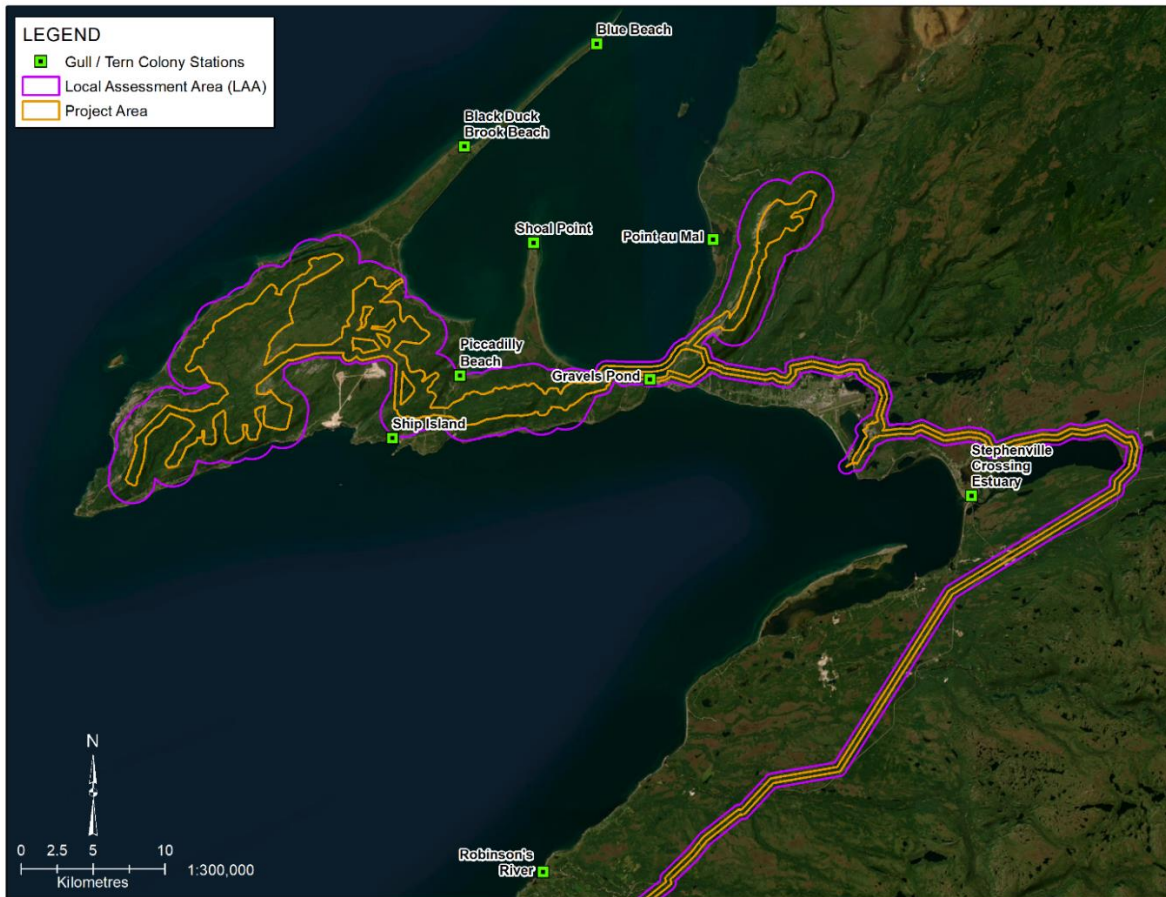 LEGEND
Gull / Tern Colony Stations
Local Assessment Area (LAA)
Project Area
Blue Beach
Black Duck
Brook Beach
Shoal Point
Point au Mal
Piccadilly
Beach
Gravels Pond
Ship Island
Stephenville
Crossing
Estuary
Robinson's
River
N
0 2.5 5 10
Kilometres
1:300,000